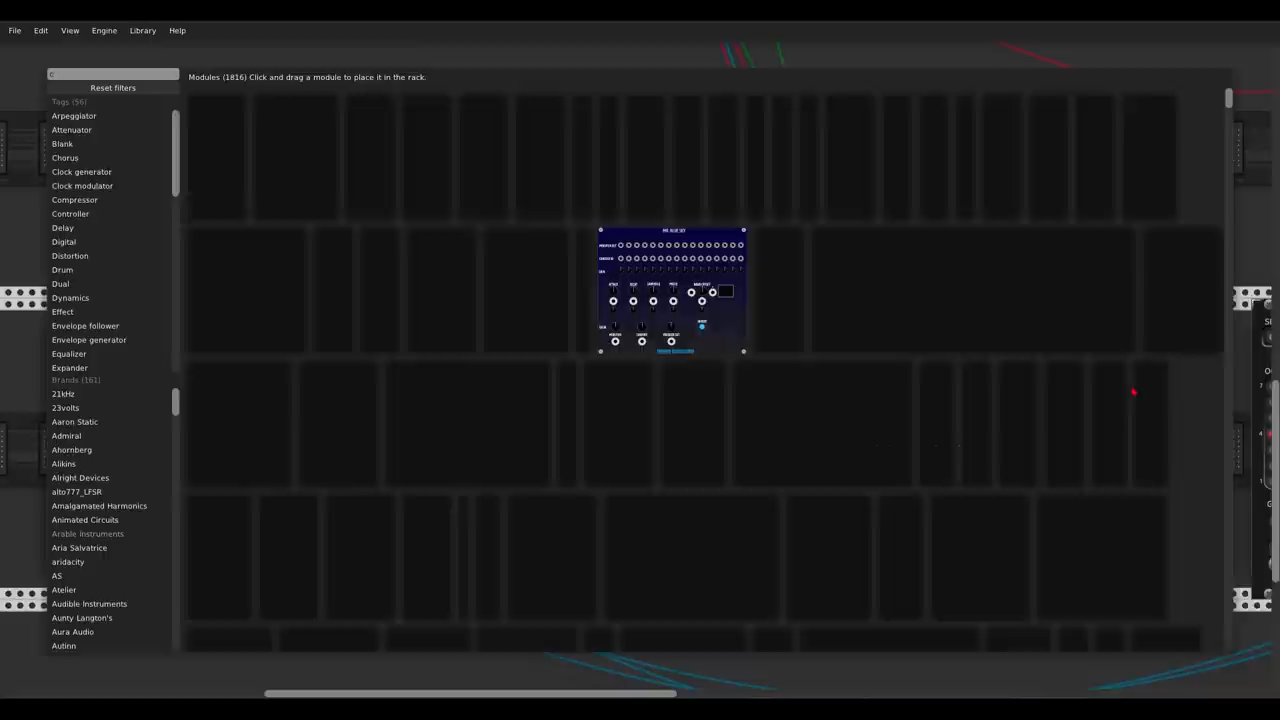 File Edit View Engine Library Help
c
Reset filters
Modules (1816) Click and drag a module to place it in the rack.
Tags (56)
Arpeggiator
Attenuator
Blank
Chorus
Clock generator
Clock modulator
Compressor
Controller
Delay
Digital
Distortion
Drum
Dual
Dynamics
Effect
Envelope follower
Envelope generator
Equalizer
Expander
Brands (161)
21kHz
23volts
Aaron Static
Admiral
Ahornberg
Alikins
Alright Devices
alto777_LFSR
Amalgamated Harmonics
Animated Circuits
Arable Instruments
Aria Salvatrice
aridacity
AS
Atelier
Audible Instruments
Aunty Langton's
Aura Audio
Autinn
MR. BLUE SKY